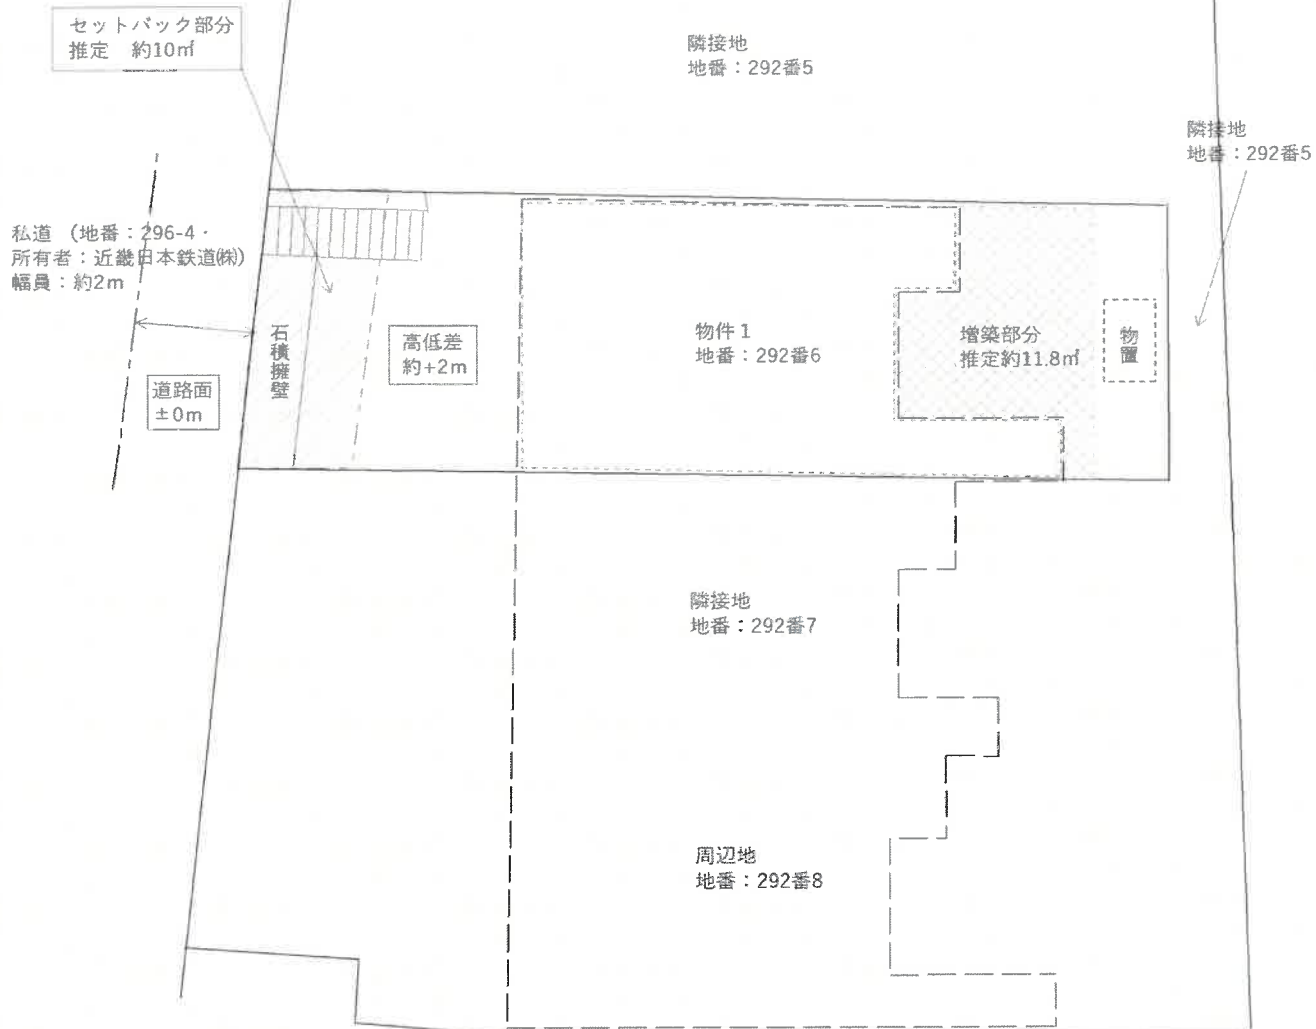 セットバック部分
推定 約10㎡
隣接地
地番：292番5
隣接地
地番：292番5
私道 （地番：296-4・
所有者：近畿日本鉄道㈱）
幅員：約2m
道路面
±0m
石積擁壁
高低差
約+2m
物件１
地番：292番6
増築部分
推定約11.8㎡
物置
隣接地
地番：292番7
周辺地
地番：292番8